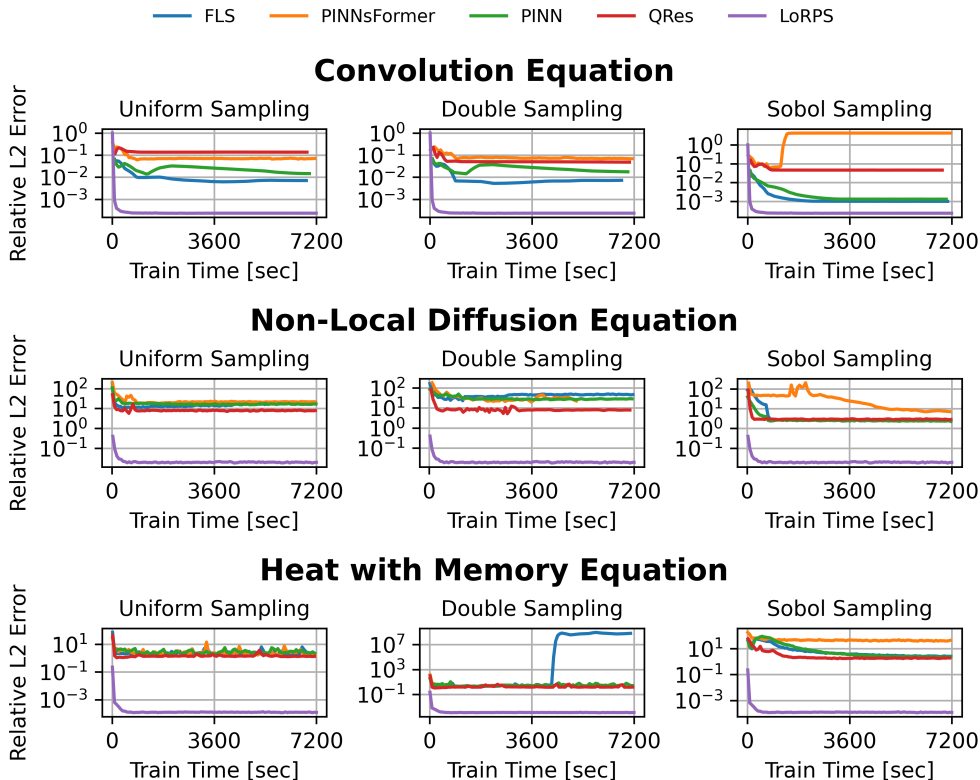 FLS PINNsFormer PINN QRes LoRPS
Convolution Equation
Uniform Sampling Double Sampling Sobol Sampling
Relative L2 Error
10^0 10^-1 10^-2 10^-3
10^0 10^-1 10^-2 10^-3
10^0 10^-1 10^-2 10^-3
0 3600 7200 0 3600 7200 0 3600 7200
Train Time [sec] Train Time [sec] Train Time [sec]
Non-Local Diffusion Equation
Uniform Sampling Double Sampling Sobol Sampling
Relative L2 Error
10^2 10^1 10^0 10^-1
10^2 10^1 10^0 10^-1
10^2 10^1 10^0 10^-1
0 3600 7200 0 3600 7200 0 3600 7200
Train Time [sec] Train Time [sec] Train Time [sec]
Heat with Memory Equation
Uniform Sampling Double Sampling Sobol Sampling
Relative L2 Error
10^1 10^-1 10^-3
10^7 10^3 10^-1
10^1 10^-1 10^-3
0 3600 7200 0 3600 7200 0 3600 7200
Train Time [sec] Train Time [sec] Train Time [sec]